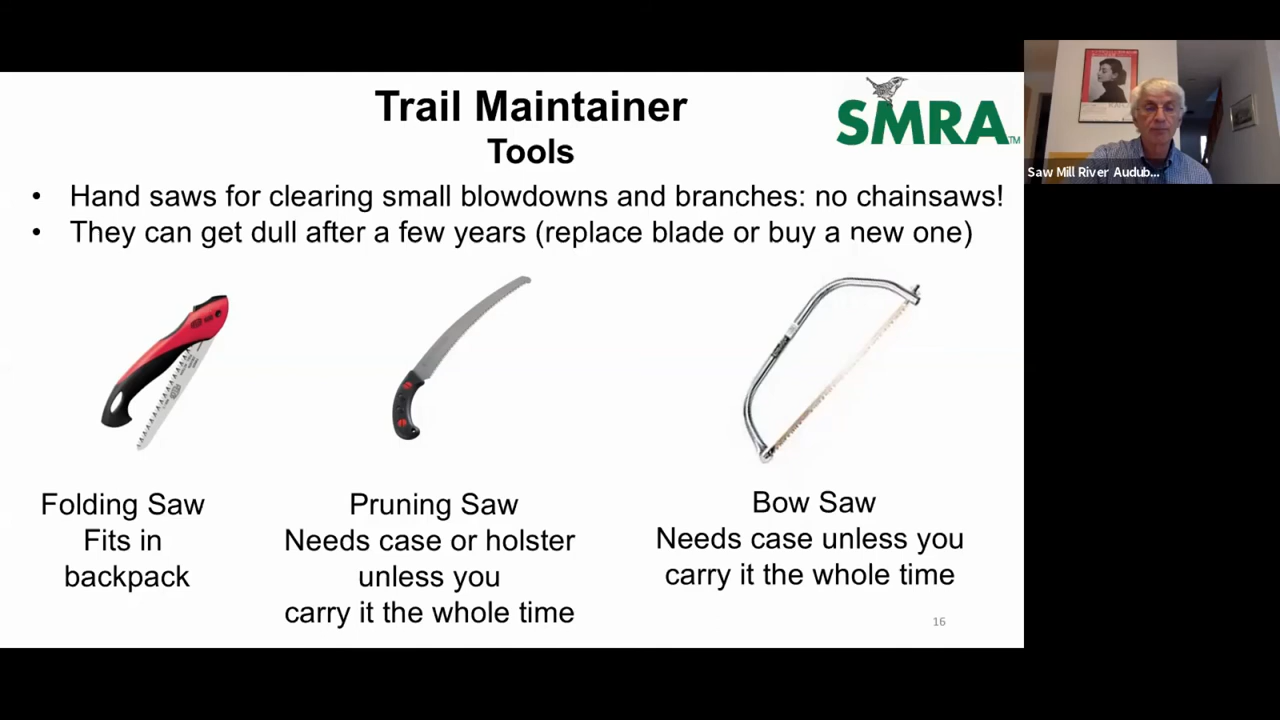 Trail Maintainer
Tools
SMRA™
Saw Mill River Audub...
• Hand saws for clearing small blowdowns and branches: no chainsaws!
• They can get dull after a few years (replace blade or buy a new one)
Folding Saw
Fits in
backpack
Pruning Saw
Needs case or holster
unless you
carry it the whole time
Bow Saw
Needs case unless you
carry it the whole time
16